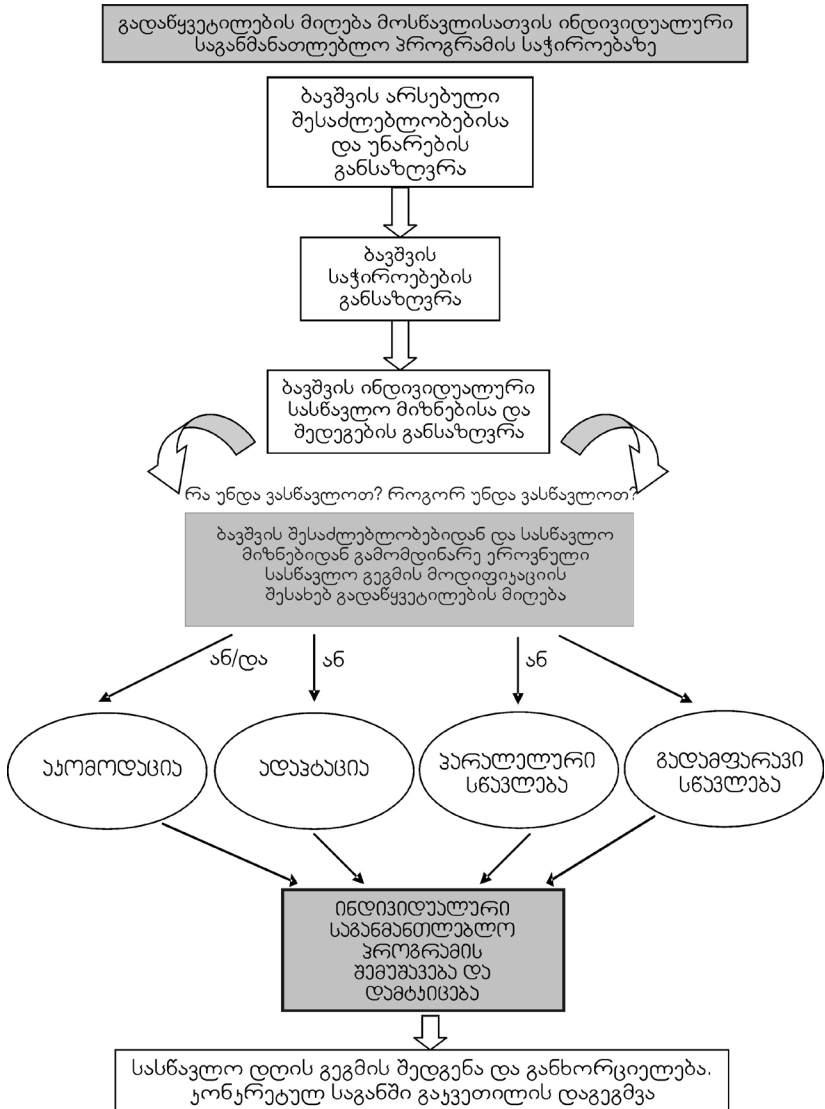 გადაწყვეტილების მიღება მოსწავლისათვის ინდივიდუალური
საგანმანათლებლო პროგრამის საჭიროებაზე
ბავშვის არსებული
შესაძლებლობებისა
და უნარების
განსაზღვრა
ბავშვის
საჭიროებების
განსაზღვრა
ბავშვის ინდივიდუალური
სასწავლო მიზნებისა და
შედეგების განსაზღვრა
რა უნდა ვასწავლოთ? როგორ უნდა ვასწავლოთ?
ბავშვის შესაძლებლობებიდან და სასწავლო
მიზნებიდან გამომდინარე ეროვნული
სასწავლო გეგმის მოდიფიკაციის
შესახებ გადაწყვეტილების მიღება
ან/და
ან
ან
აკომოდაცია
ადაპტაცია
პარალელური
სწავლება
გადამფარავი
სწავლება
ინდივიდუალური
საგანმანთლებლო
პროგრამის
შემუშავება და
დამტკიცება
სასწავლო დღის გეგმის შედგენა და განხორციელება.
კონკრეტულ საგანში გაკვეთილის დაგეგმვა